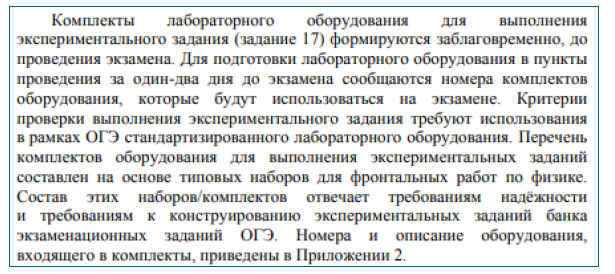 Комплекты лабораторного оборудования для выполнения
экспериментального задания (задание 17) формируются заблаговременно, до
проведения экзамена. Для подготовки лабораторного оборудования в пункты
проведения за один-два дня до экзамена сообщаются номера комплектов
оборудования, которые будут использоваться на экзамене. Критерии
проверки выполнения экспериментального задания требуют использования
в рамках ОГЭ стандартизированного лабораторного оборудования. Перечень
комплектов оборудования для выполнения экспериментальных заданий
составлен на основе типовых наборов для фронтальных работ по физике.
Состав этих наборов/комплектов отвечает требованиям надёжности
и требованиям к конструированию экспериментальных заданий банка
экзаменационных заданий ОГЭ. Номера и описание оборудования,
входящего в комплекты, приведены в Приложении 2.